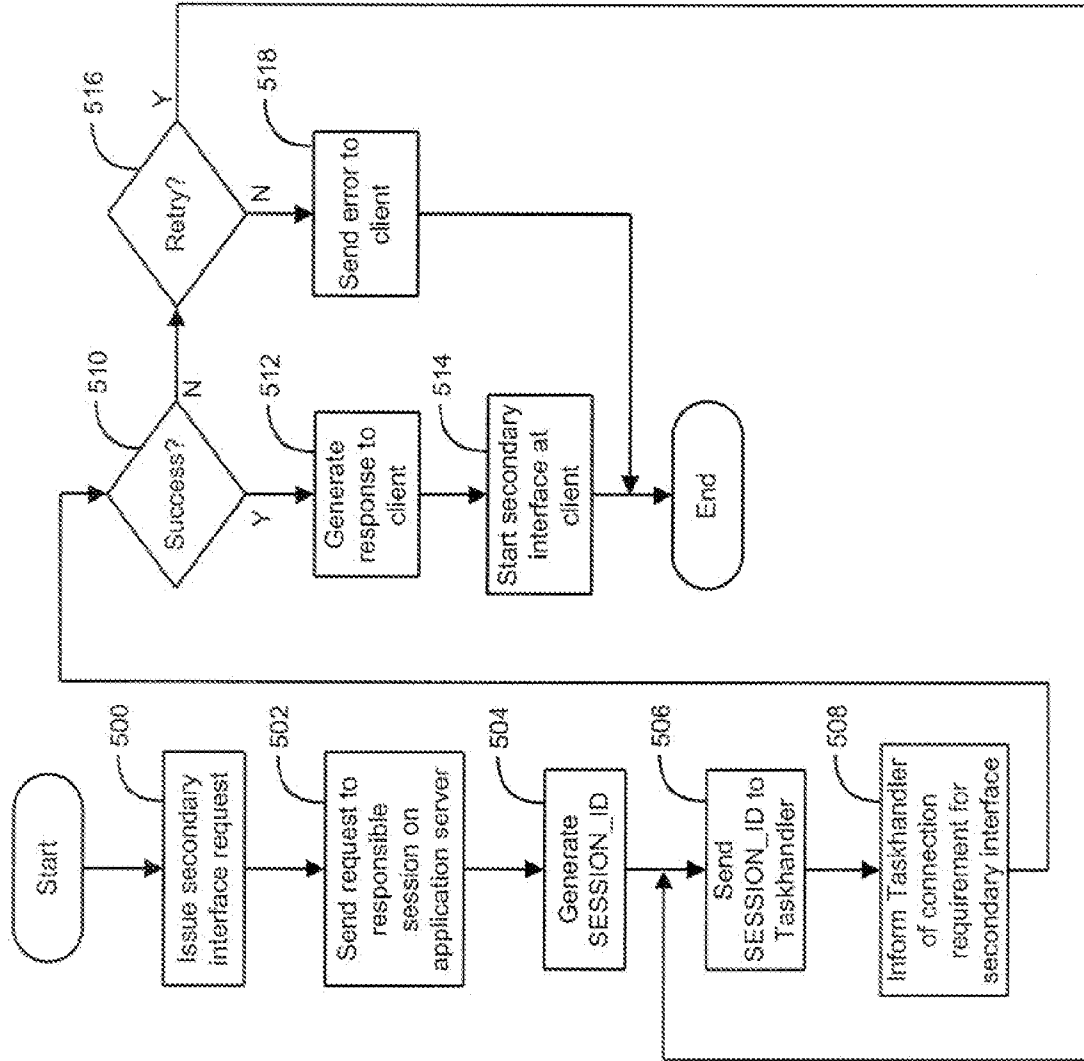 Start
500
Issue secondary
interface request
502
Send request to
responsible
session on
application server
504
Generate
SESSION_ID
506
Send
SESSION_ID to
Taskhandler
508
Inform Taskhandler
of connection
requirement for
secondary interface
510
Success?
N
Y
512
Generate
response to
client
514
Start secondary
interface at
client
End
516
Retry?
Y
N
518
Send error to
client